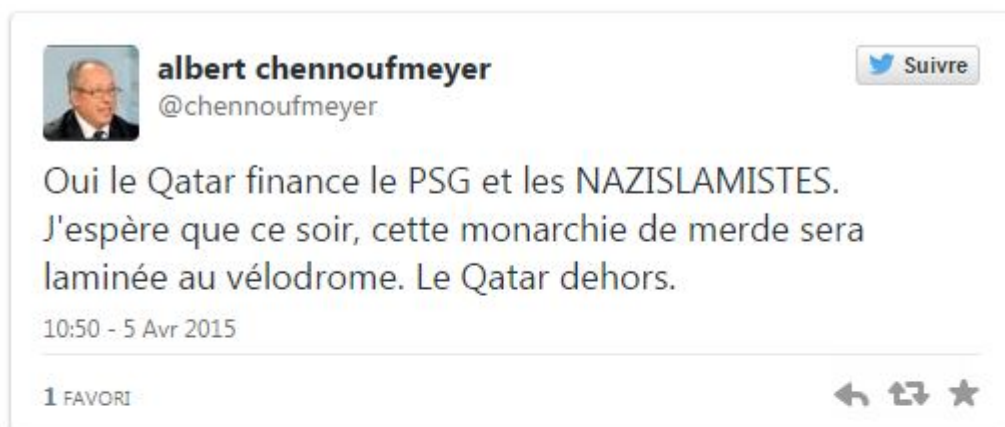 albert chennoufmeyer
Suivre
@chennoufmeyer
Oui le Qatar finance le PSG et les NAZISLAMISTES.
J'espère que ce soir, cette monarchie de merde sera
laminée au vélodrome. Le Qatar dehors.
10:50 - 5 Avr 2015
1 FAVORI